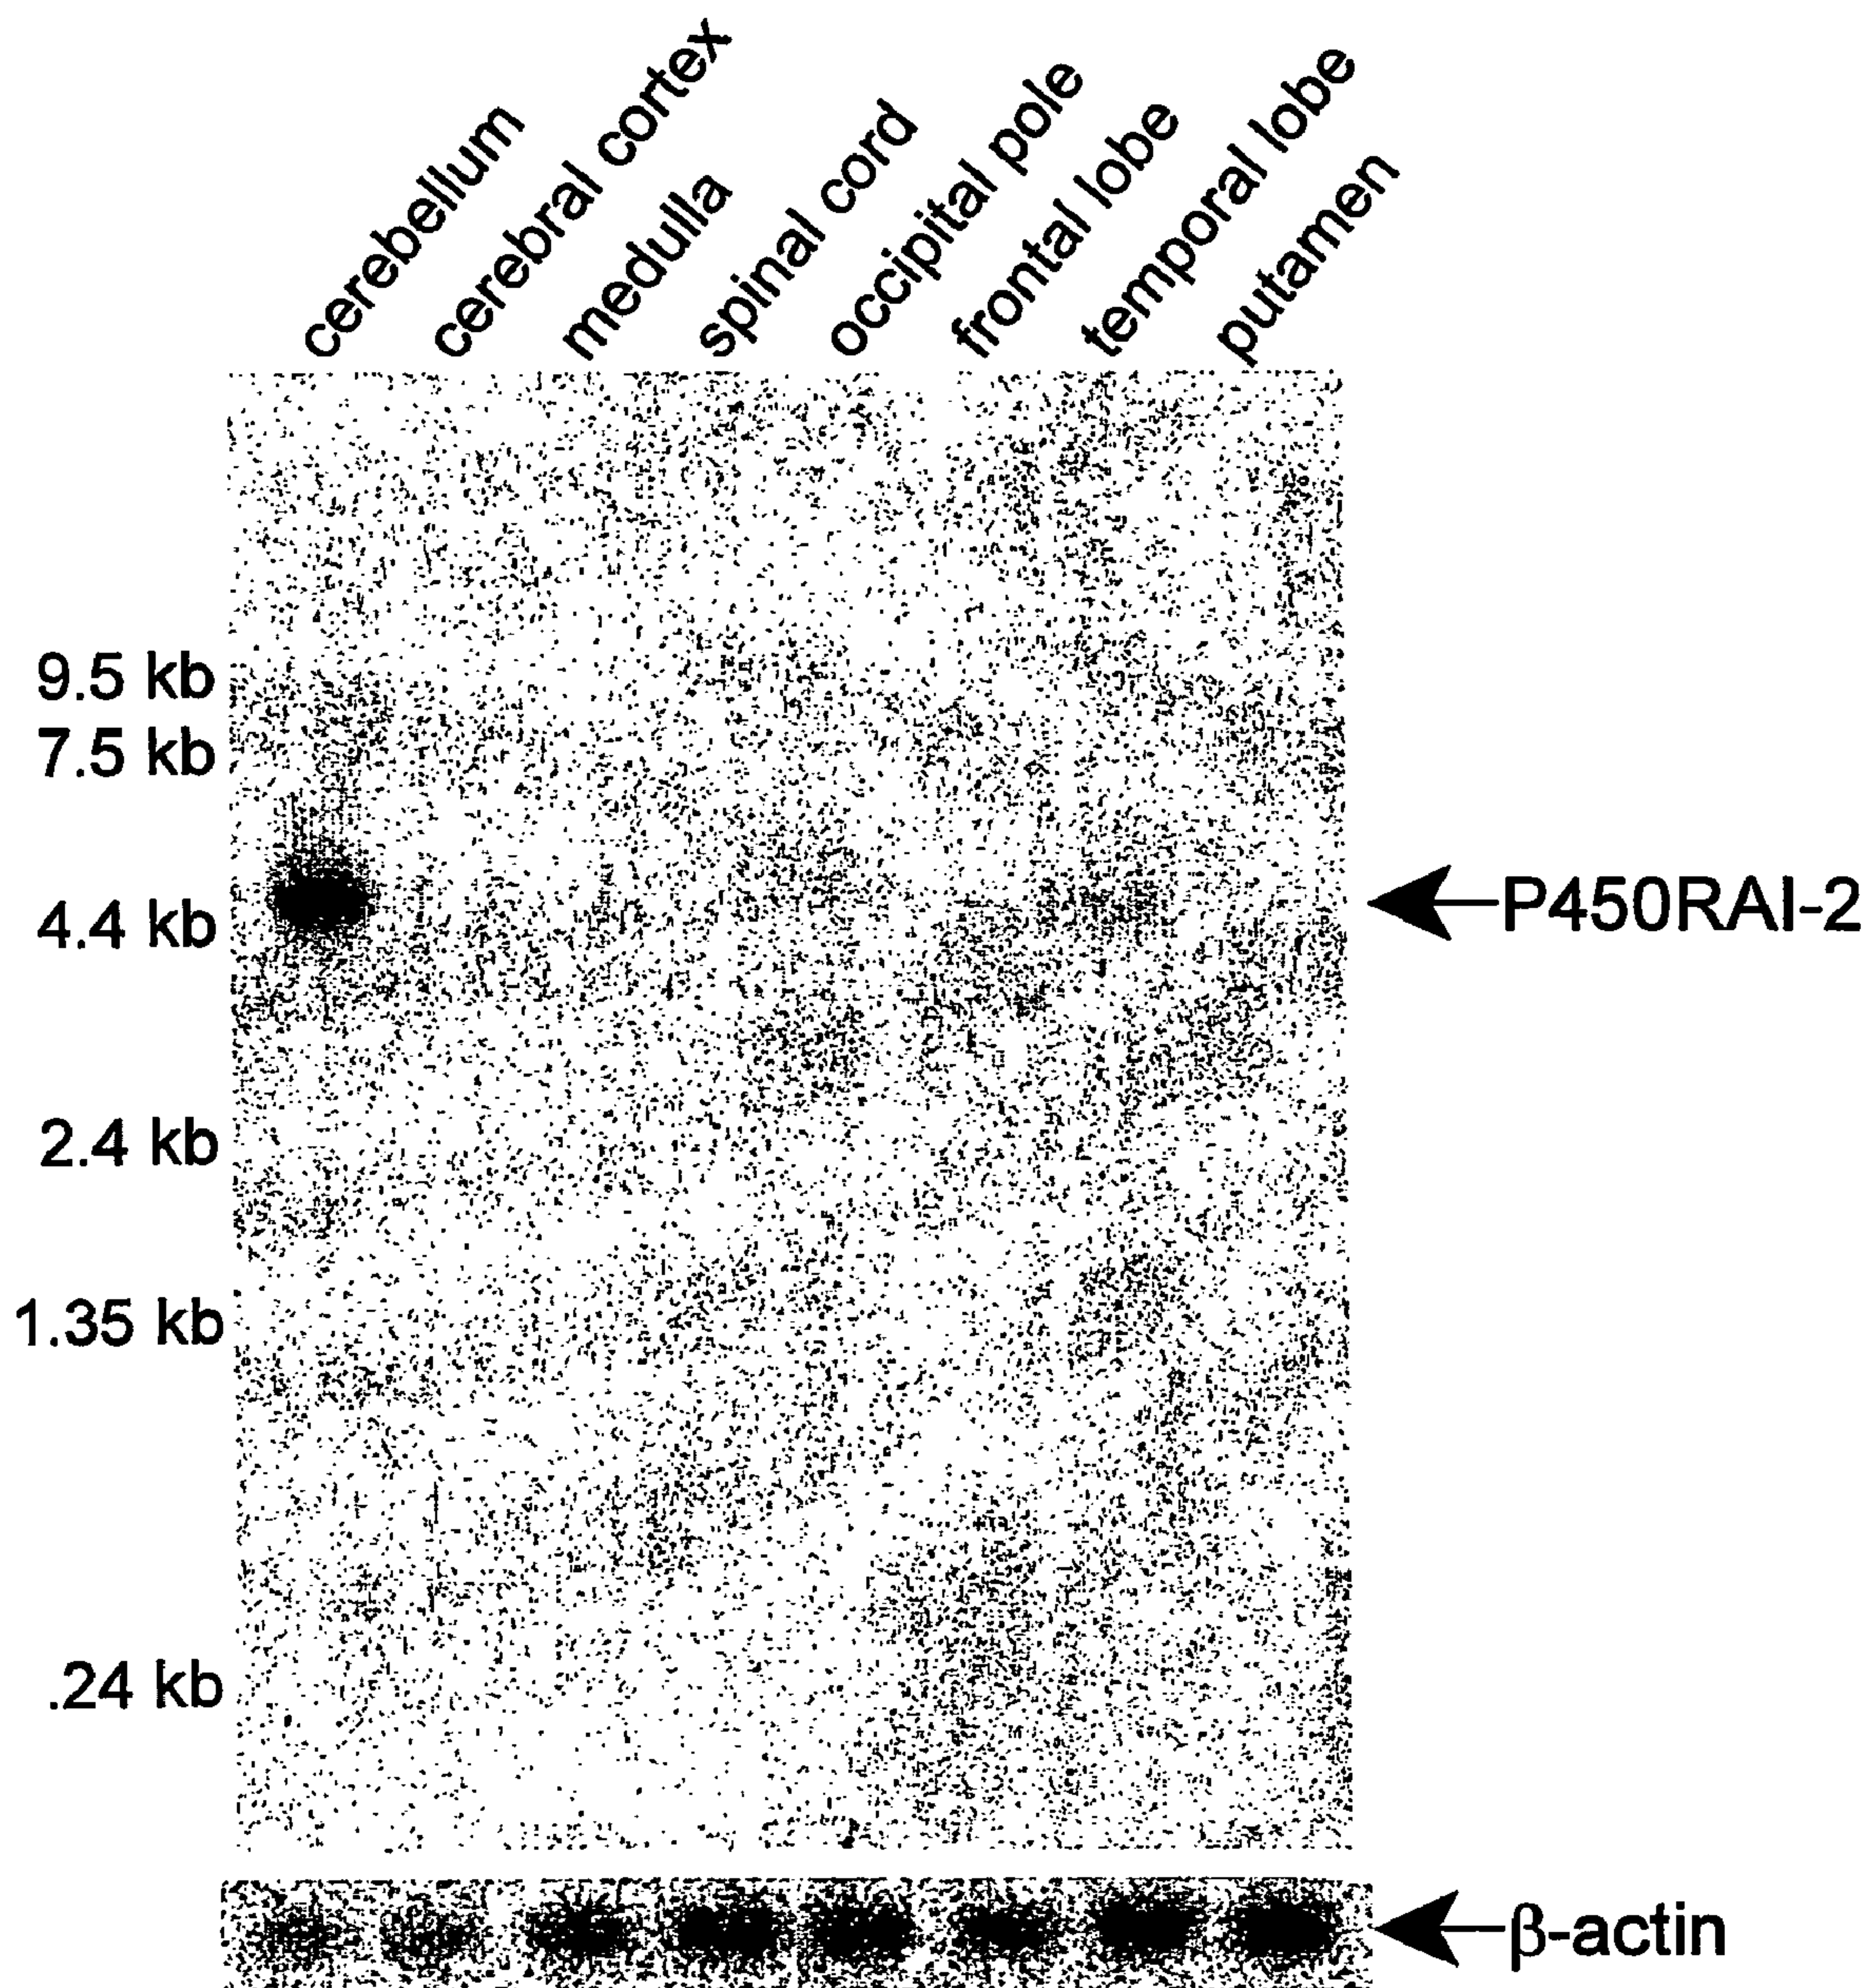 cerebellum
cerebral cortex
medulla
spinal cord
occipital pole
frontal lobe
temporal lobe
putamen
9.5 kb
7.5 kb
4.4 kb
P450RAI-2
2.4 kb
1.35 kb
.24 kb
β-actin